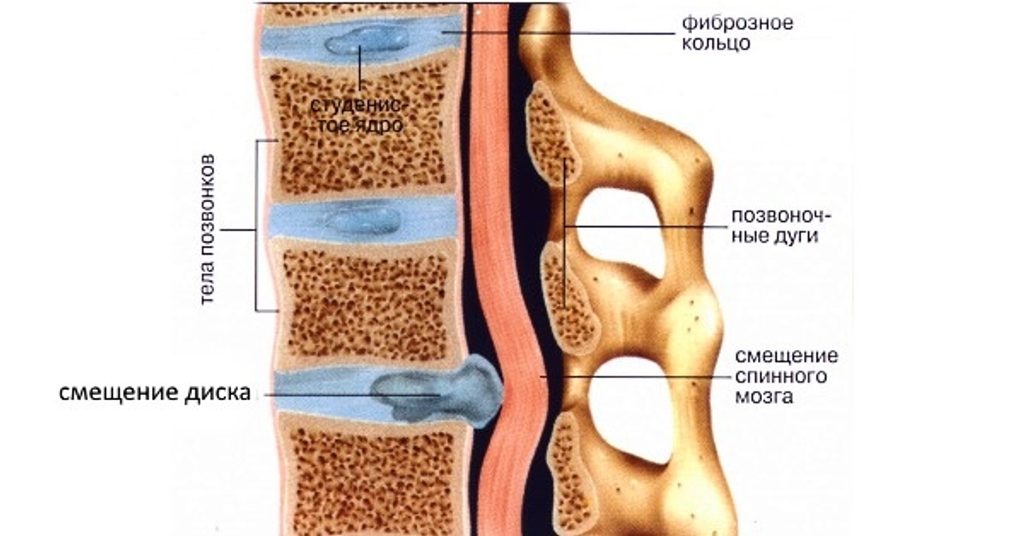 фиброзное
кольцо
студенис-
тое ядро
тела позвонков
позвоноч-
ные дуги
смещение
спинного
мозга
смещение диска